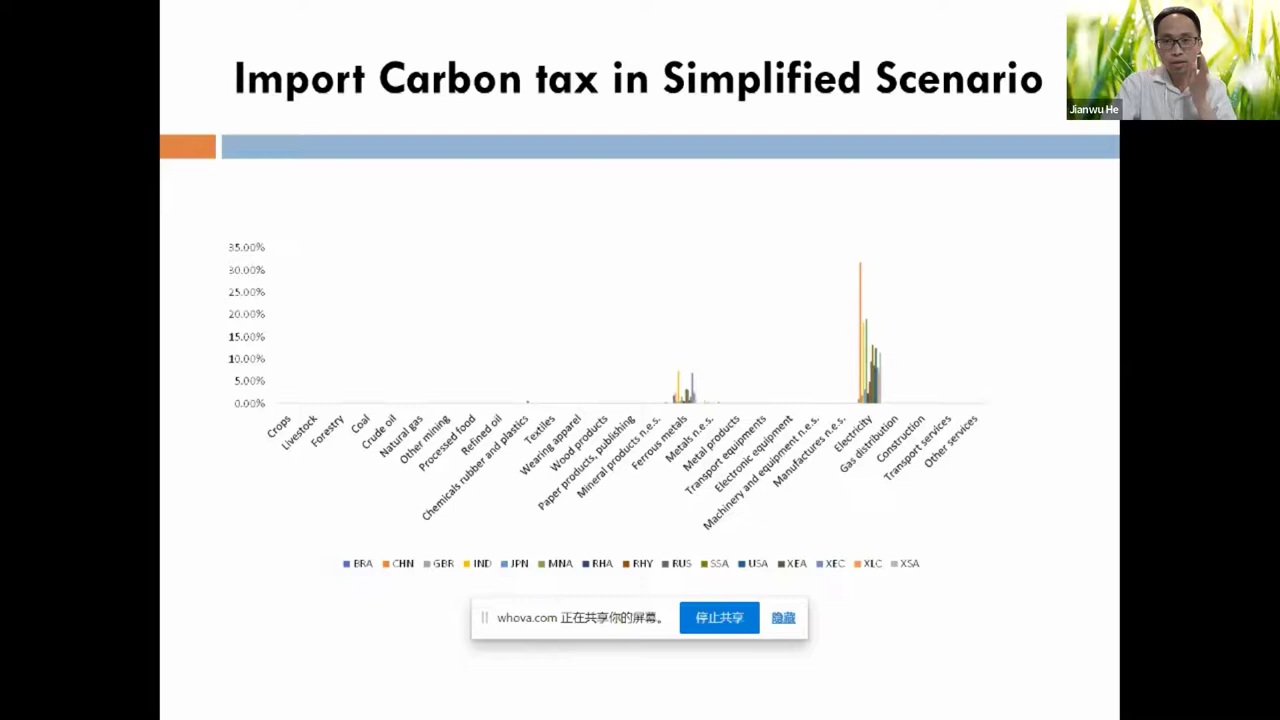 Import Carbon tax in Simplified Scenario
Jianwu He
35.00%
30.00%
25.00%
20.00%
15.00%
10.00%
5.00%
0.00%
Crops
Livestock
Forestry
Coal
Crude oil
Natural gas
Other mining
Processed food
Refined oil
Chemicals rubber and plastics
Textiles
Wearing apparel
Wood products
Paper products, publishing
Mineral products n.e.s.
Ferrous metals
Metals n.e.s.
Metal products
Transport equipments
Electronic equipment
Machinery and equipment n.e.s.
Manufactures n.e.s.
Electricity
Gas distribution
Construction
Transport services
Other services
BRA CHN GBR IND JPN MNA RHA RHY RUS SSA USA XEA XEC XLC XSA
whova.com 正在共享你的屏幕。 停止共享 隐藏